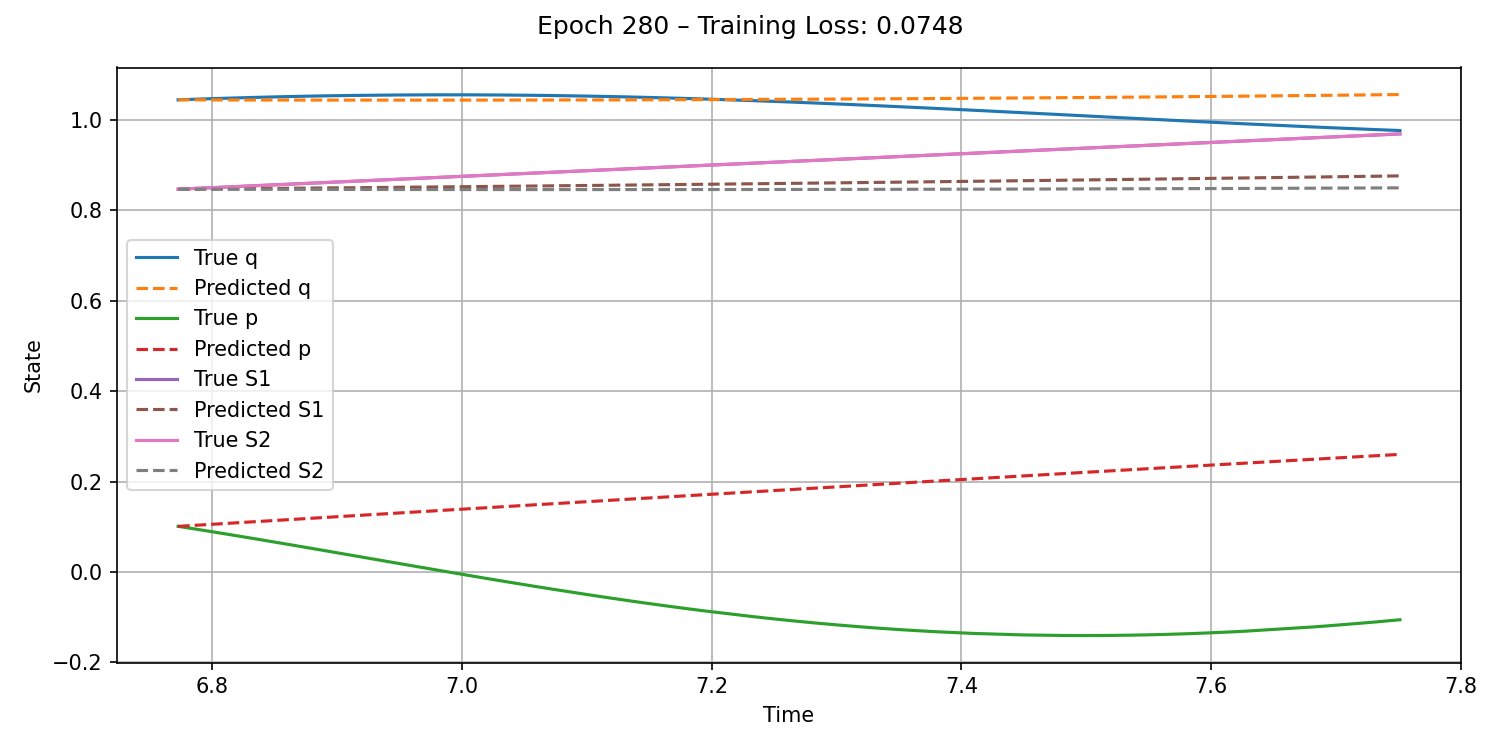 Epoch 280 – Training Loss: 0.0748
1.0
0.8
0.6
0.4
0.2
0.0
−0.2
State
True q
Predicted q
True p
Predicted p
True S1
Predicted S1
True S2
Predicted S2
6.8 7.0 7.2 7.4 7.6 7.8
Time